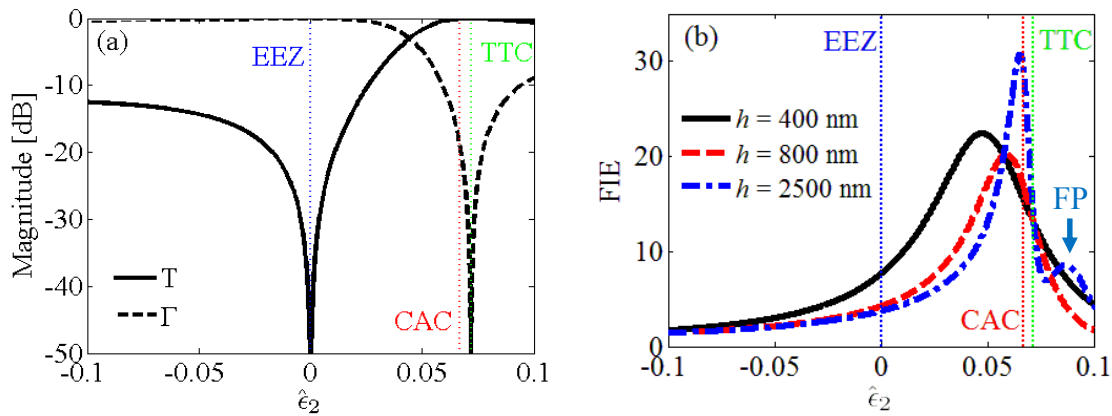 (a)
EEZ
TTC
CAC
T
Γ
Magnitude [dB]
0
-10
-20
-30
-40
-50
-0.1
-0.05
0
0.05
0.1
ϵ̂₂
(b)
EEZ
TTC
h = 400 nm
h = 800 nm
h = 2500 nm
FP
CAC
FIE
30
20
10
0
-0.1
-0.05
0
0.05
0.1
ϵ̂₂